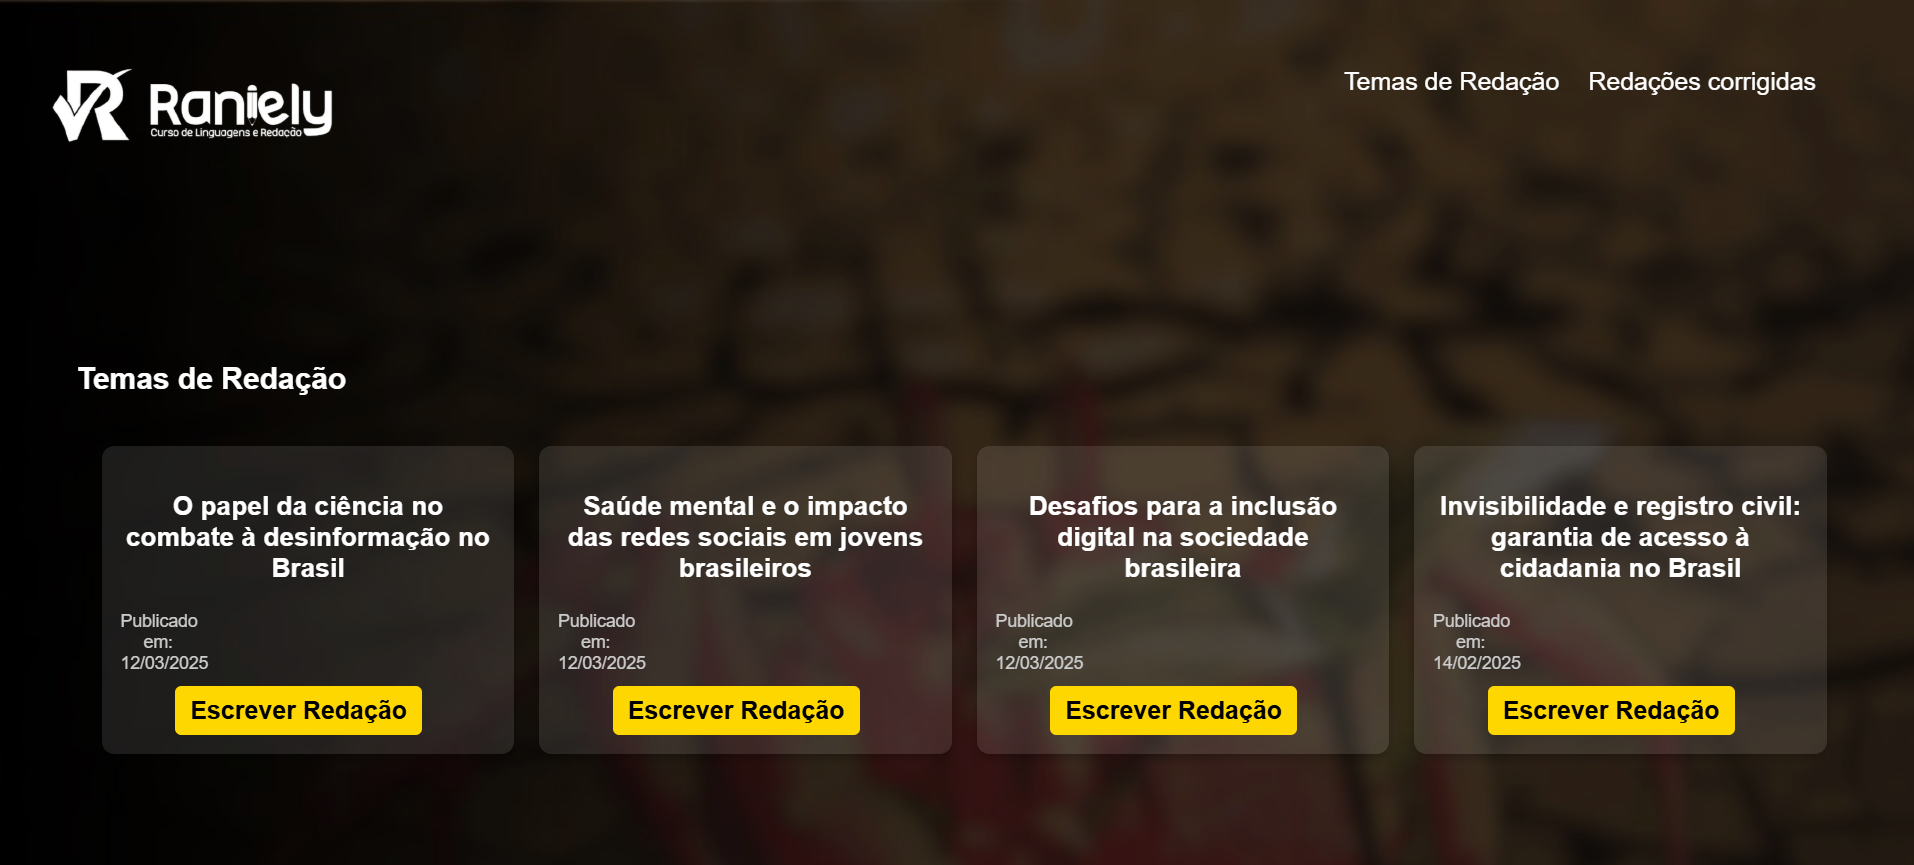 Raniely
Curso de Linguagens e Redação
Temas de Redação
Redações corrigidas
Temas de Redação
O papel da ciência no
combate à desinformação no
Brasil
Publicado
em:
12/03/2025
Escrever Redação
Saúde mental e o impacto
das redes sociais em jovens
brasileiros
Publicado
em:
12/03/2025
Escrever Redação
Desafios para a inclusão
digital na sociedade
brasileira
Publicado
em:
12/03/2025
Escrever Redação
Invisibilidade e registro civil:
garantia de acesso à
cidadania no Brasil
Publicado
em:
14/02/2025
Escrever Redação